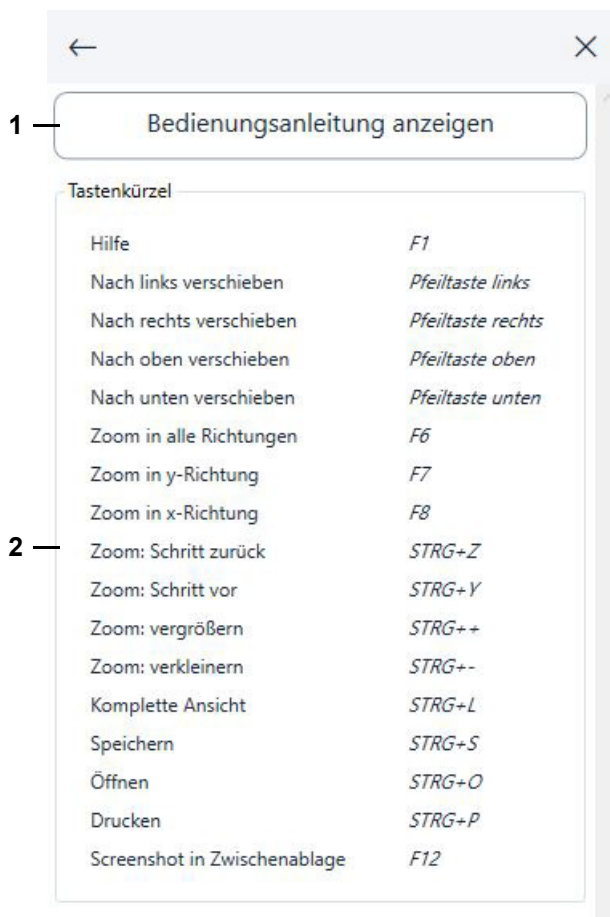 1
Bedienungsanleitung anzeigen
Tastenkürzel
Hilfe F1
Nach links verschieben Pfeiltaste links
Nach rechts verschieben Pfeiltaste rechts
Nach oben verschieben Pfeiltaste oben
Nach unten verschieben Pfeiltaste unten
Zoom in alle Richtungen F6
Zoom in y-Richtung F7
Zoom in x-Richtung F8
2
Zoom: Schritt zurück STRG+Z
Zoom: Schritt vor STRG+Y
Zoom: vergrößern STRG++
Zoom: verkleinern STRG+-
Komplette Ansicht STRG+L
Speichern STRG+S
Öffnen STRG+O
Drucken STRG+P
Screenshot in Zwischenablage F12